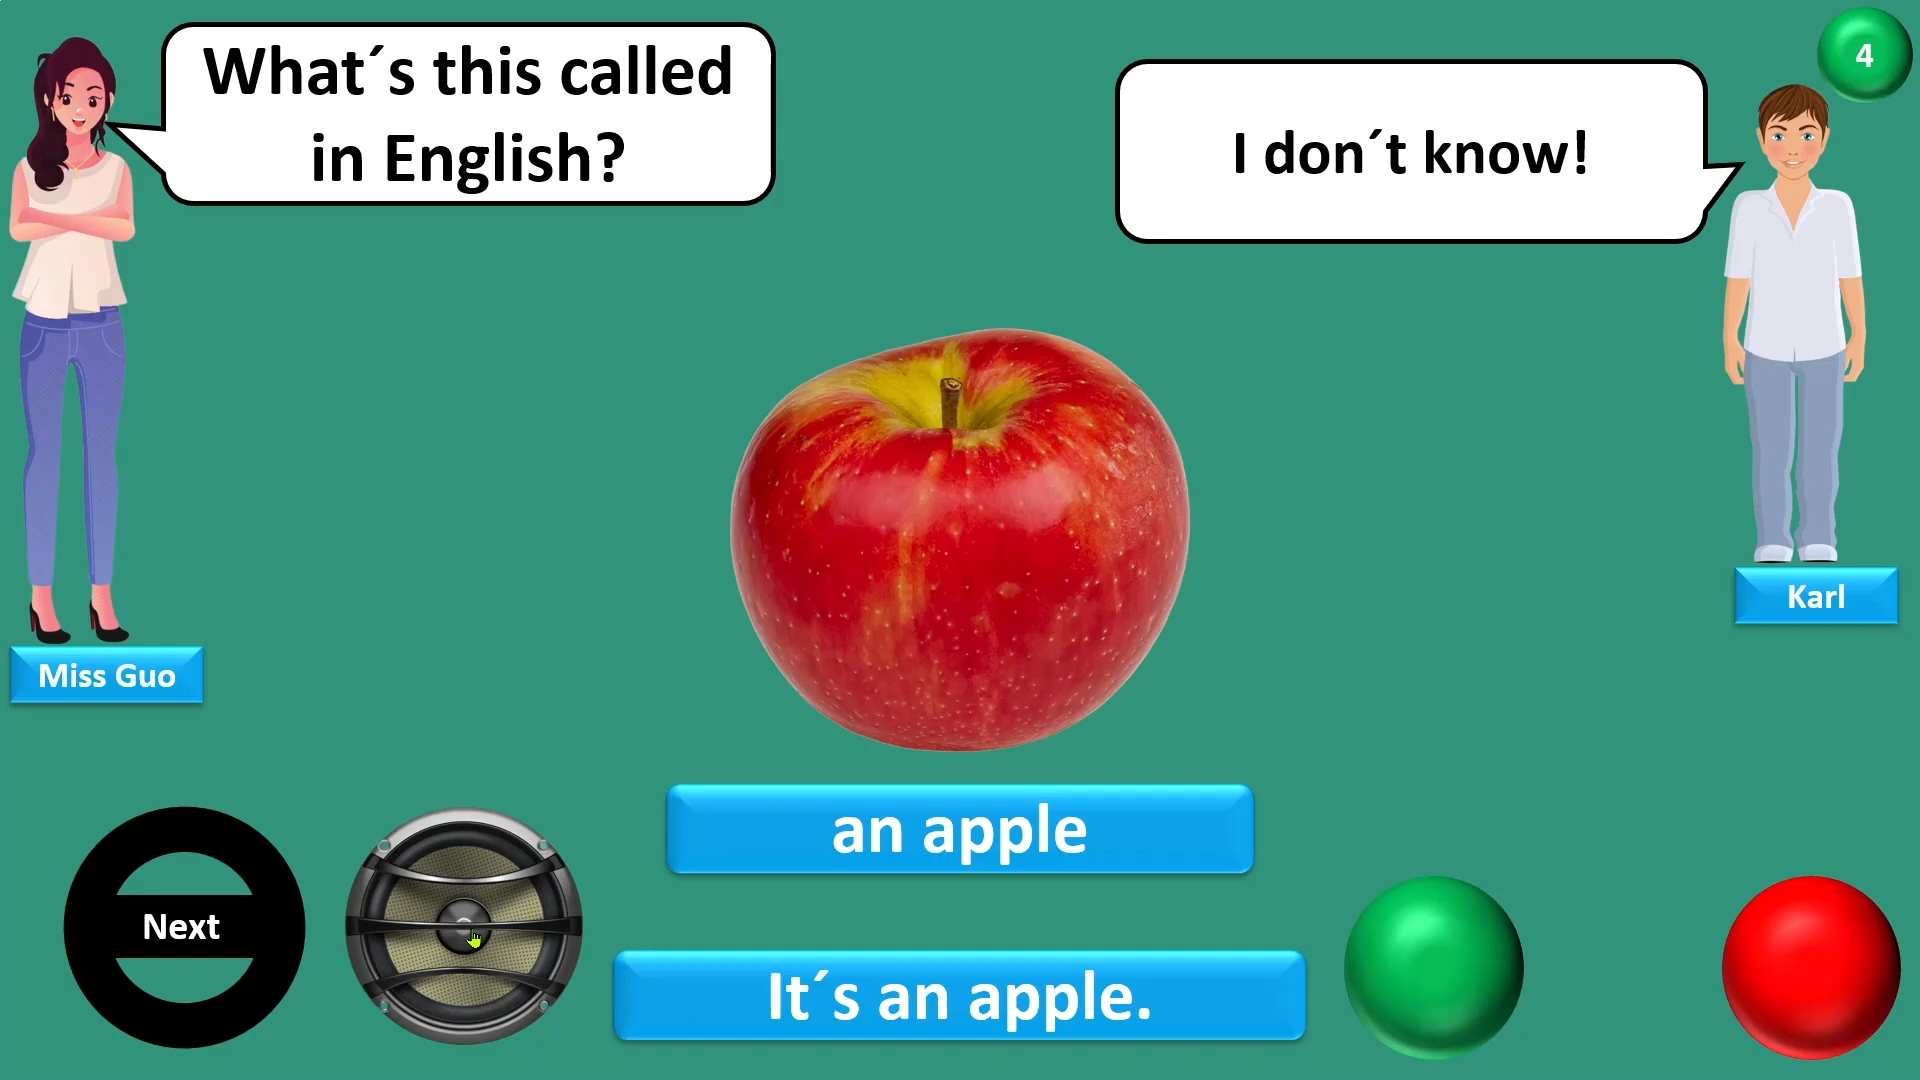 What´s this called
in English?
I don´t know!
4
Karl
Miss Guo
an apple
Next
It´s an apple.